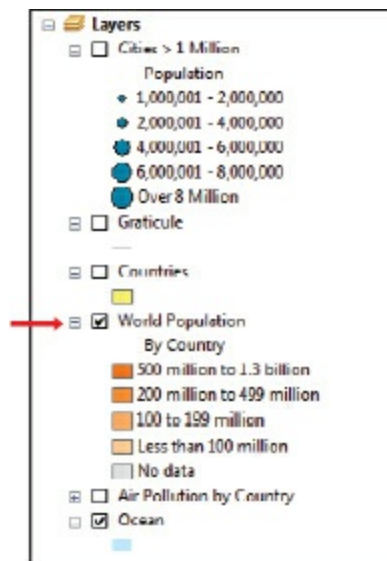 Layers
Cities > 1 Million
Population
1,000,001 - 2,000,000
2,000,001 - 4,000,000
4,000,001 - 6,000,000
6,000,001 - 8,000,000
Over 8 Million
Graticule
Countries
World Population
By Country
500 million to 1.3 billion
200 million to 499 million
100 to 199 million
Less than 100 million
No data
Air Pollution by Country
Ocean